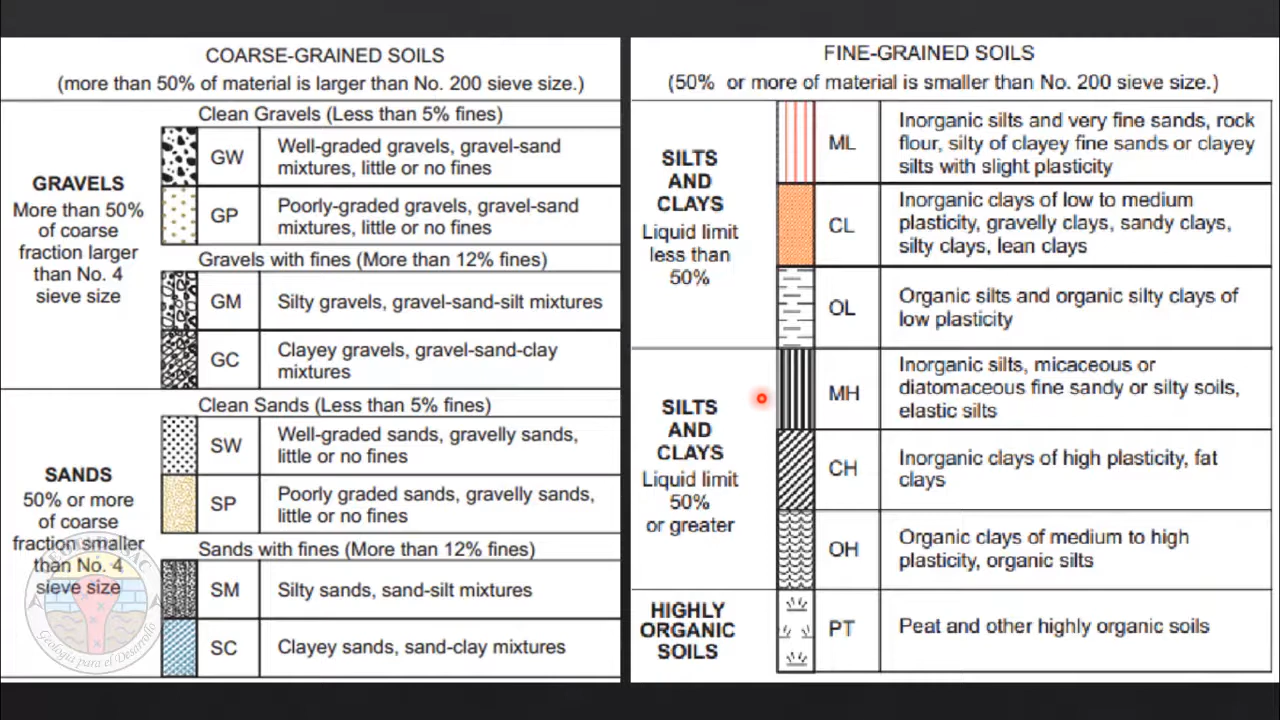 COARSE-GRAINED SOILS
(more than 50% of material is larger than No. 200 sieve size.)
Clean Gravels (Less than 5% fines)
GRAVELS
More than 50%
of coarse
fraction larger
than No. 4
sieve size
GW
Well-graded gravels, gravel-sand
mixtures, little or no fines
GP
Poorly-graded gravels, gravel-sand
mixtures, little or no fines
Gravels with fines (More than 12% fines)
GM
Silty gravels, gravel-sand-silt mixtures
GC
Clayey gravels, gravel-sand-clay
mixtures
Clean Sands (Less than 5% fines)
SANDS
50% or more
of coarse
fraction smaller
than No. 4
sieve size
SW
Well-graded sands, gravelly sands,
little or no fines
SP
Poorly graded sands, gravelly sands,
little or no fines
Sands with fines (More than 12% fines)
SM
Silty sands, sand-silt mixtures
SC
Clayey sands, sand-clay mixtures
Geología para el Desarrollo
FINE-GRAINED SOILS
(50% or more of material is smaller than No. 200 sieve size.)
SILTS
AND
CLAYS
Liquid limit
less than
50%
ML
Inorganic silts and very fine sands, rock
flour, silty of clayey fine sands or clayey
silts with slight plasticity
CL
Inorganic clays of low to medium
plasticity, gravelly clays, sandy clays,
silty clays, lean clays
OL
Organic silts and organic silty clays of
low plasticity
SILTS
AND
CLAYS
Liquid limit
50%
or greater
MH
Inorganic silts, micaceous or
diatomaceous fine sandy or silty soils,
elastic silts
CH
Inorganic clays of high plasticity, fat
clays
OH
Organic clays of medium to high
plasticity, organic silts
HIGHLY
ORGANIC
SOILS
PT
Peat and other highly organic soils